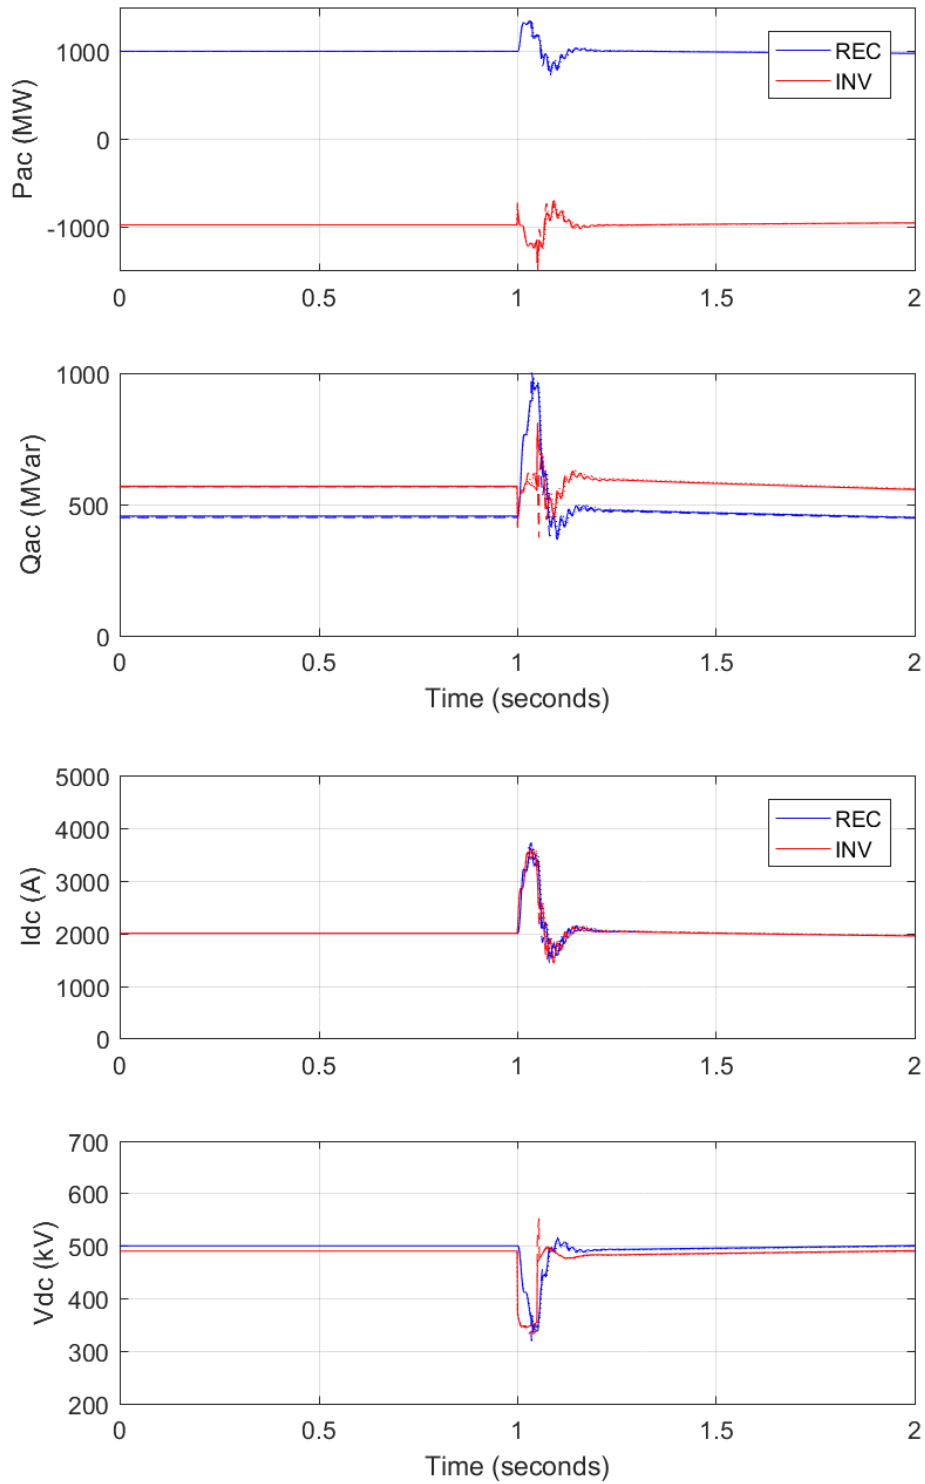 Pac (MW)
1000
0
-1000
REC
INV
0 0.5 1 1.5 2
Qac (MVar)
1000
500
0
0 0.5 1 1.5 2
Time (seconds)
Idc (A)
5000
4000
3000
2000
1000
0
REC
INV
0 0.5 1 1.5 2
Vdc (kV)
700
600
500
400
300
200
0 0.5 1 1.5 2
Time (seconds)